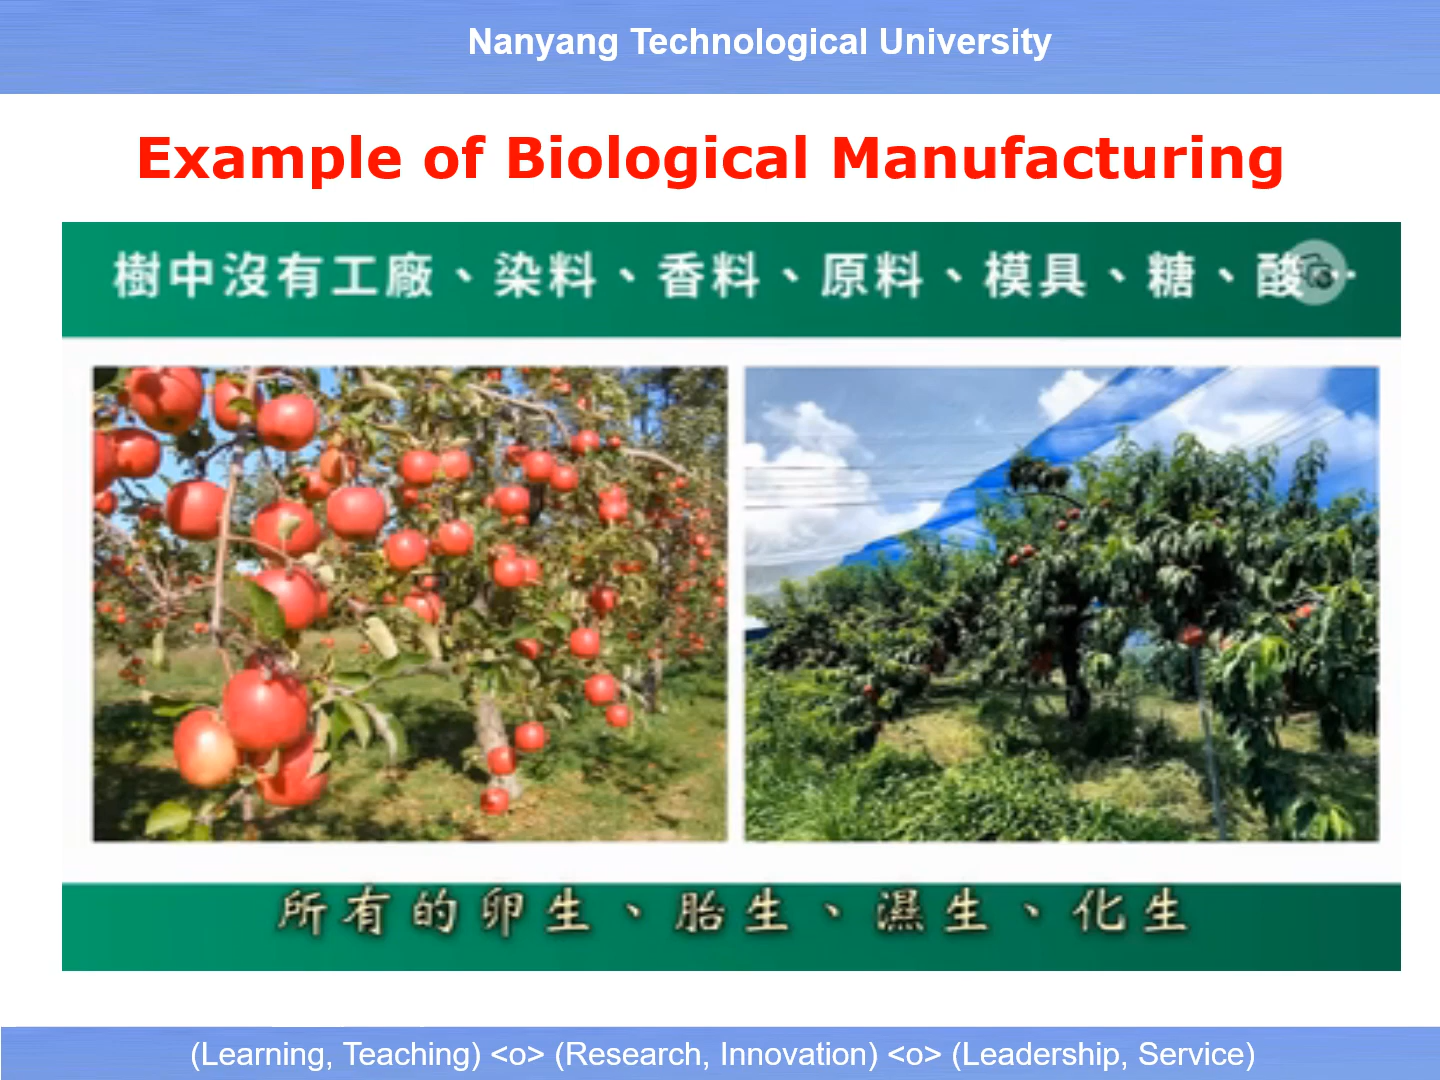 Nanyang Technological University
Example of Biological Manufacturing
樹中沒有工廠、染料、香料、原料、模具、糖、酸…
所有的卵生、胎生、濕生、化生
(Learning, Teaching) <o> (Research, Innovation) <o> (Leadership, Service)